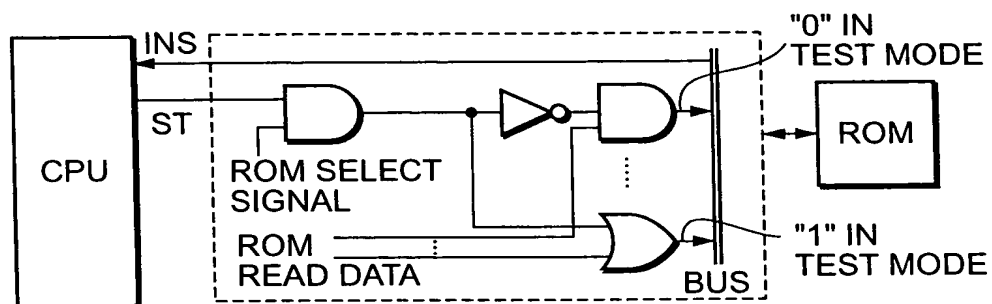 INS
"0" IN
TEST MODE
ST
CPU
ROM
ROM SELECT
SIGNAL
ROM
READ DATA
BUS
"1" IN
TEST MODE